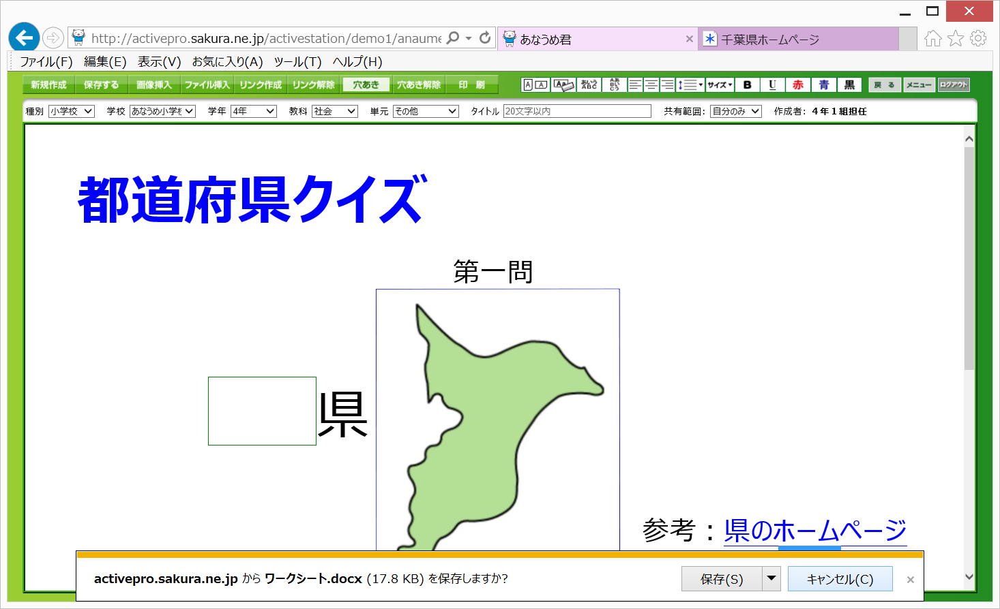 http://activepro.sakura.ne.jp/activestation/demo1/anaume
あなうめ君
千葉県ホームページ
ファイル(F) 編集(E) 表示(V) お気に入り(A) ツール(T) ヘルプ(H)
新規作成 保存する 画像挿入 ファイル挿入 リンク作成 リンク解除 穴あき 穴あき解除 印 刷 サイズ B U 赤 青 黒 戻 る メニュー ログアウト
種別 小学校 学校 あなうめ小学校 学年 4年 教科 社会 単元 その他 タイトル 20文字以内 共有範囲: 自分のみ 作成者: 4年1組担任
都道府県クイズ
第一問
県
参考：県のホームページ
activepro.sakura.ne.jp から ワークシート.docx (17.8 KB) を保存しますか?
保存(S) キャンセル(C)